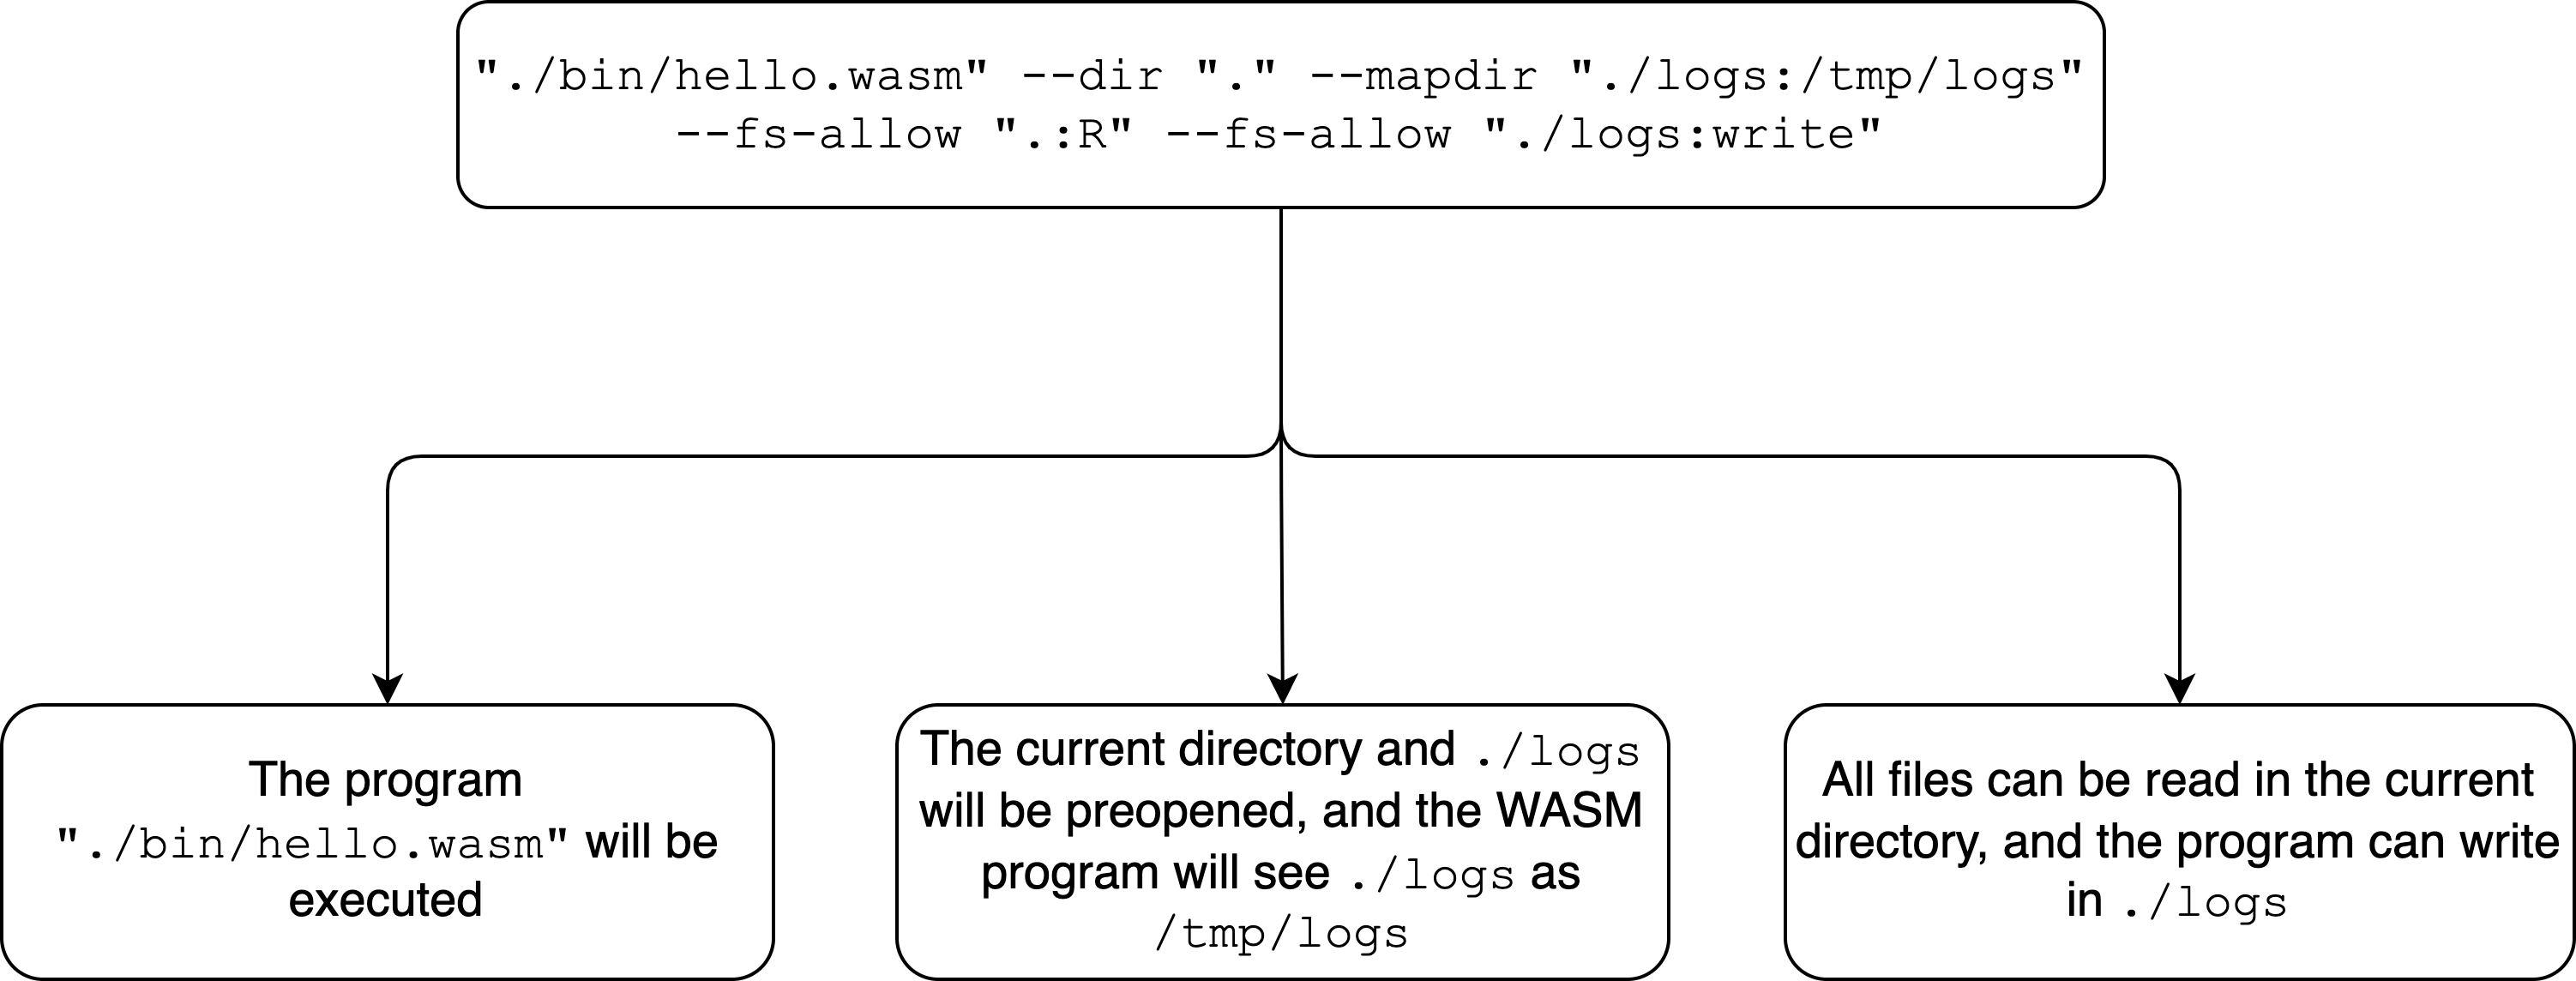 "./bin/hello.wasm" --dir "." --mapdir "./logs:/tmp/logs"
--fs-allow ".:R" --fs-allow "./logs:write"
The program
"./bin/hello.wasm" will be
executed
The current directory and ./logs
will be preopened, and the WASM
program will see ./logs as
/tmp/logs
All files can be read in the current
directory, and the program can write
in ./logs